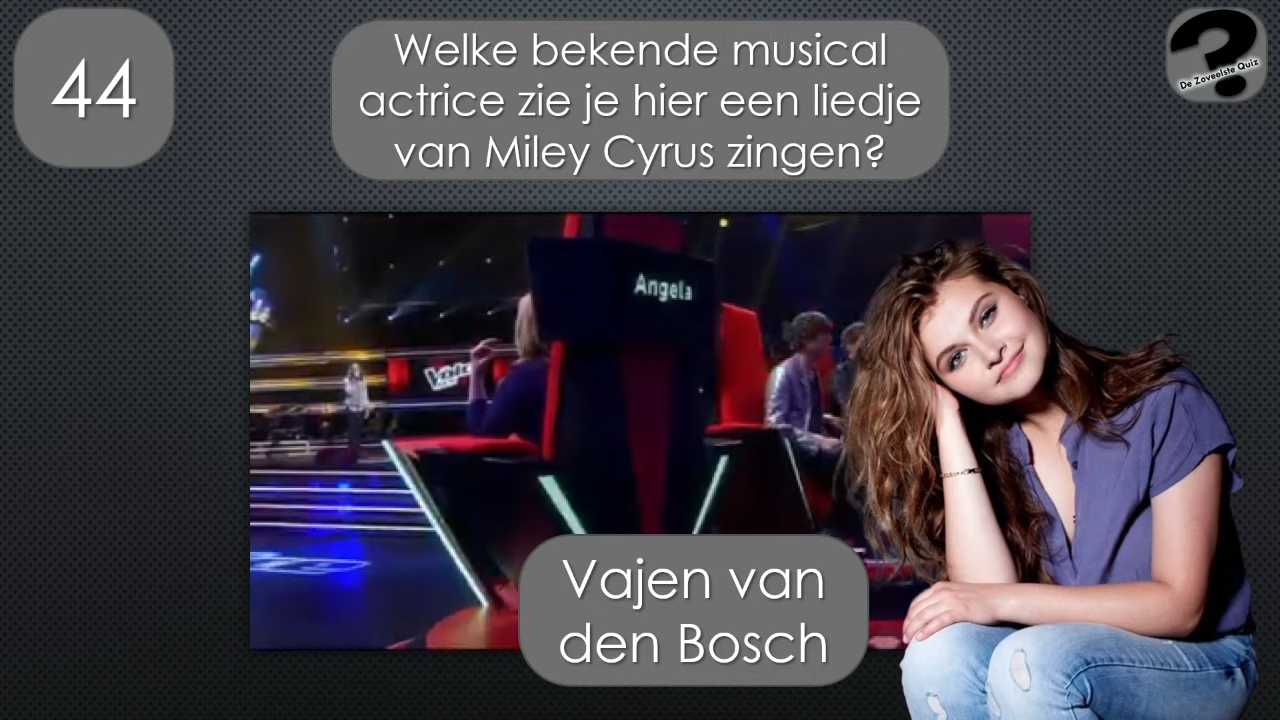 44
Welke bekende musical
actrice zie je hier een liedje
van Miley Cyrus zingen?
De Zoveelste Quiz
Angela
Voice
Vajen van
den Bosch